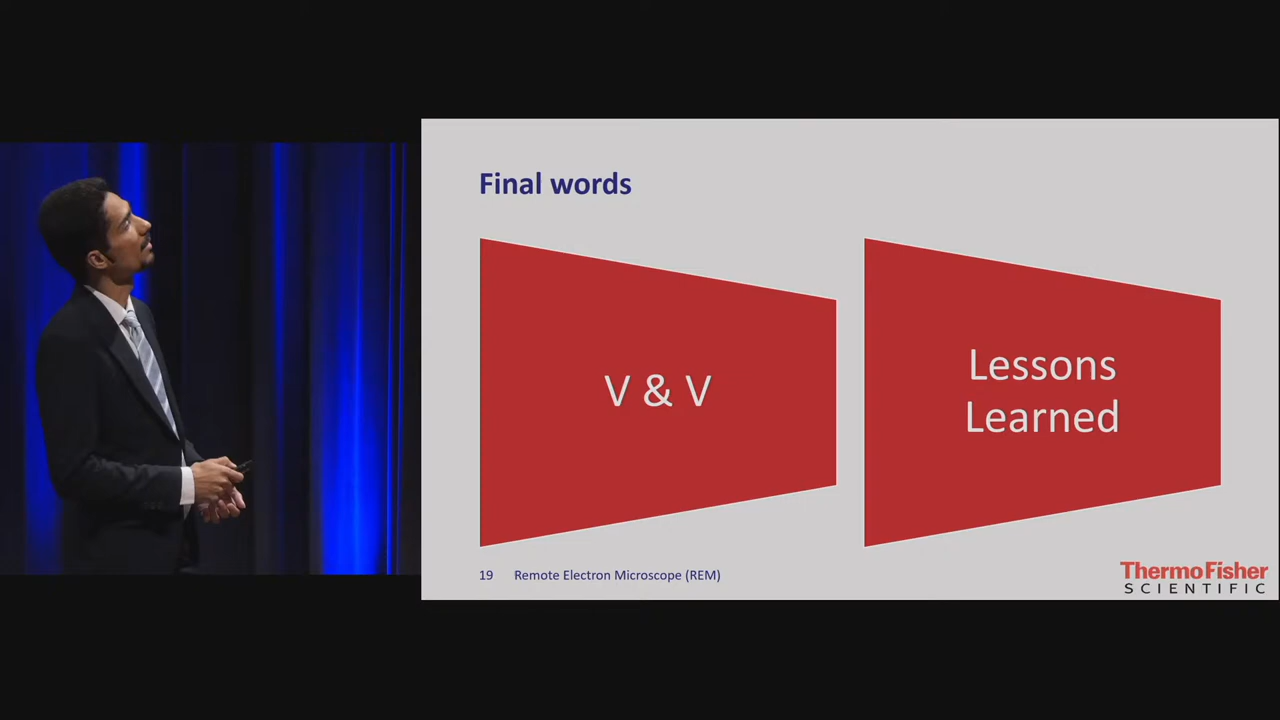 Final words
V & V
Lessons
Learned
19 Remote Electron Microscope (REM)
ThermoFisher
SCIENTIFIC